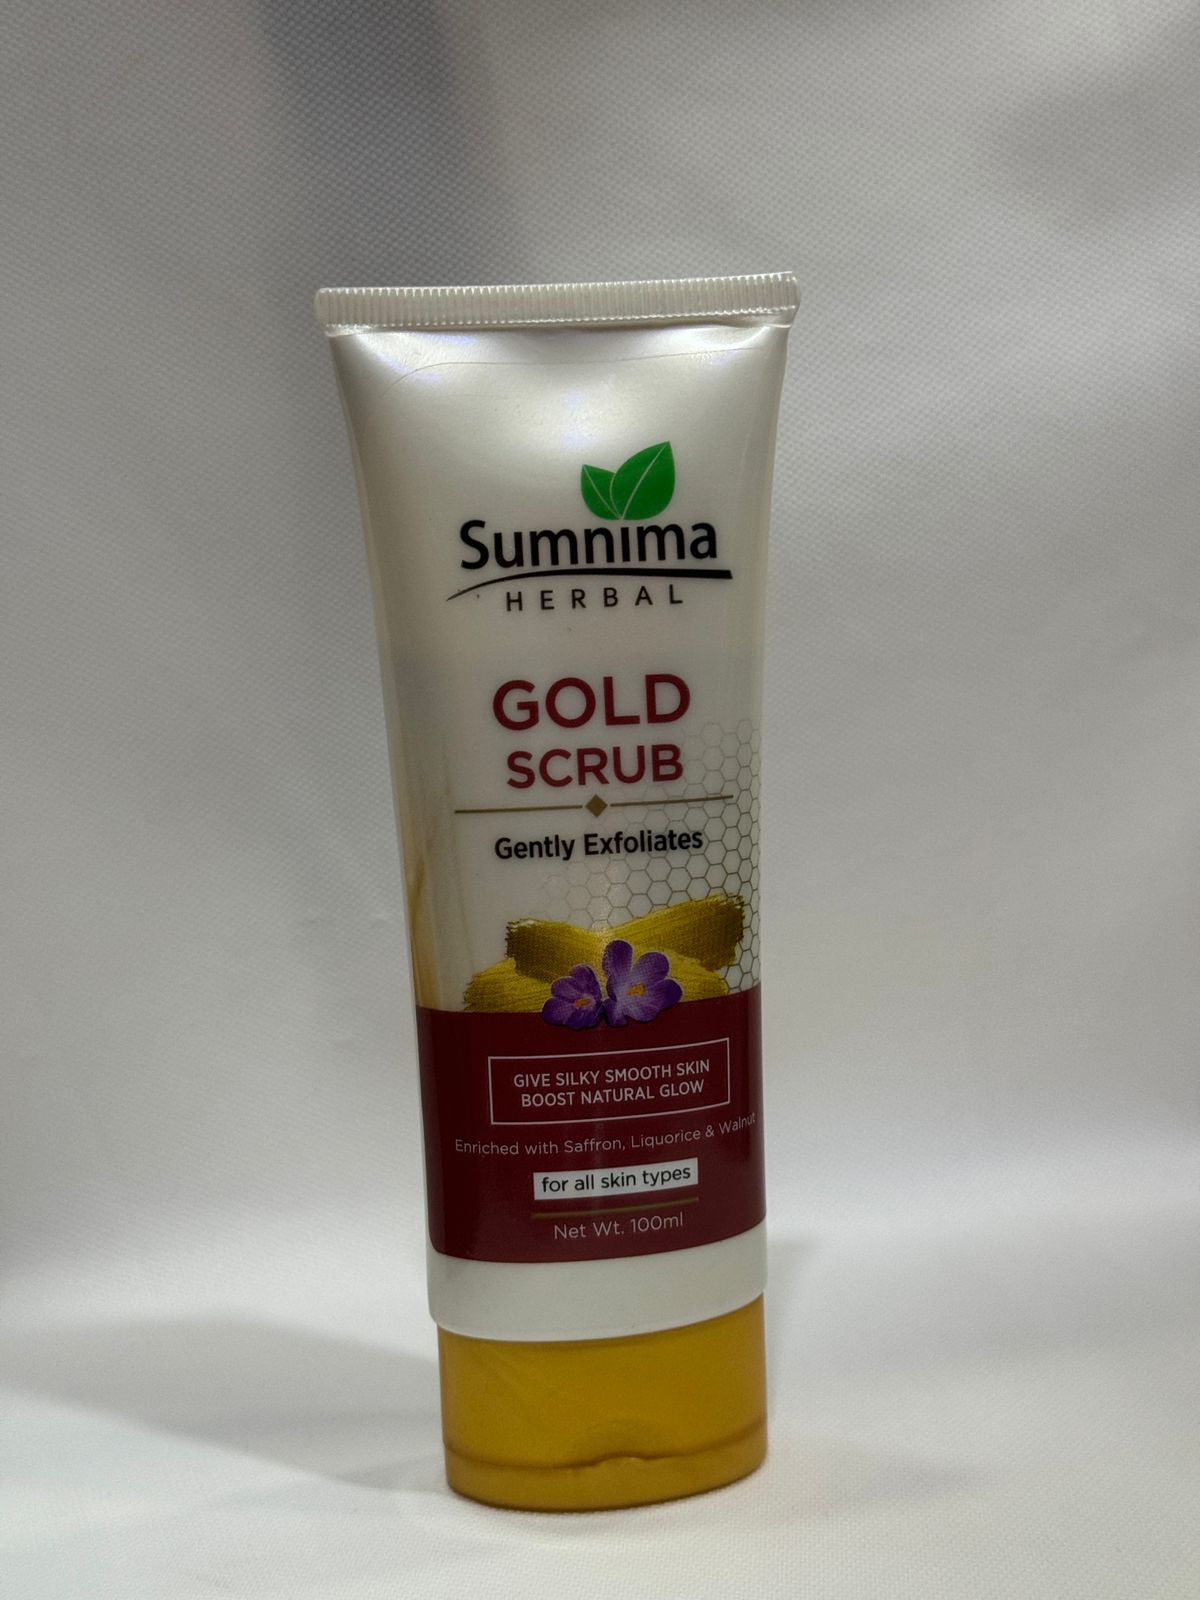 Sumnima
HERBAL
GOLD
SCRUB
Gently Exfoliates
GIVE SILKY SMOOTH SKIN
BOOST NATURAL GLOW
Enriched with Saffron, Liquorice & Walnut
for all skin types
Net Wt. 100ml